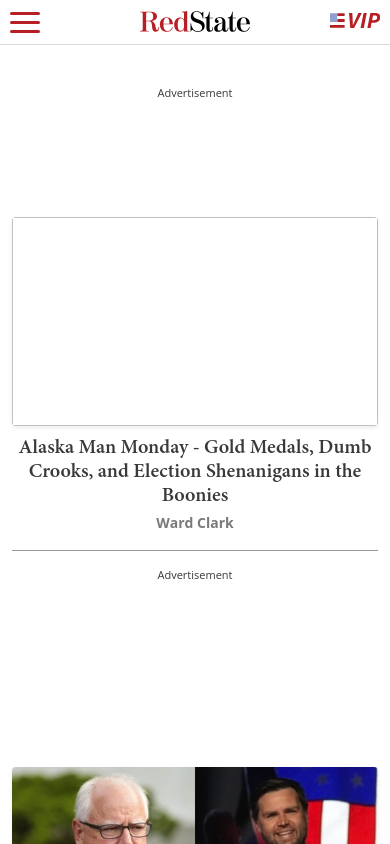 RedState
VIP
Advertisement
Alaska Man Monday - Gold Medals, Dumb
Crooks, and Election Shenanigans in the
Boonies
Ward Clark
Advertisement